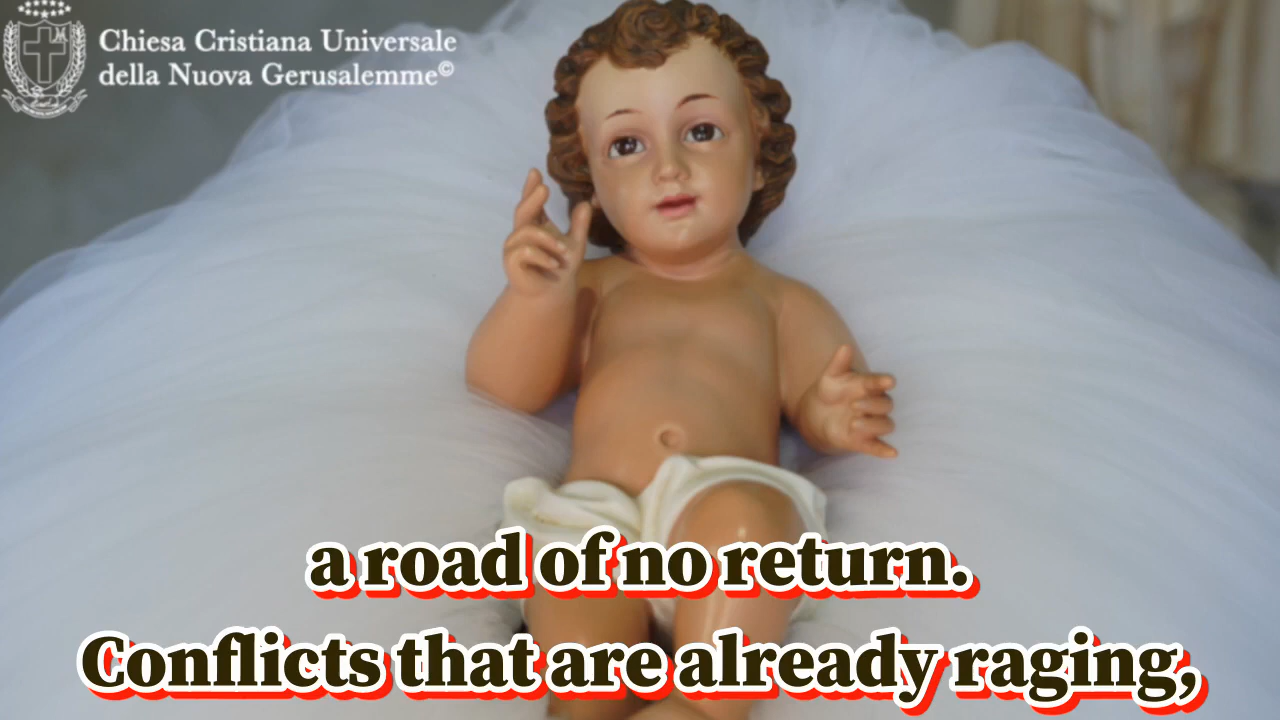 Chiesa Cristiana Universale
della Nuova Gerusalemme©
a road of no return.
Conflicts that are already raging,